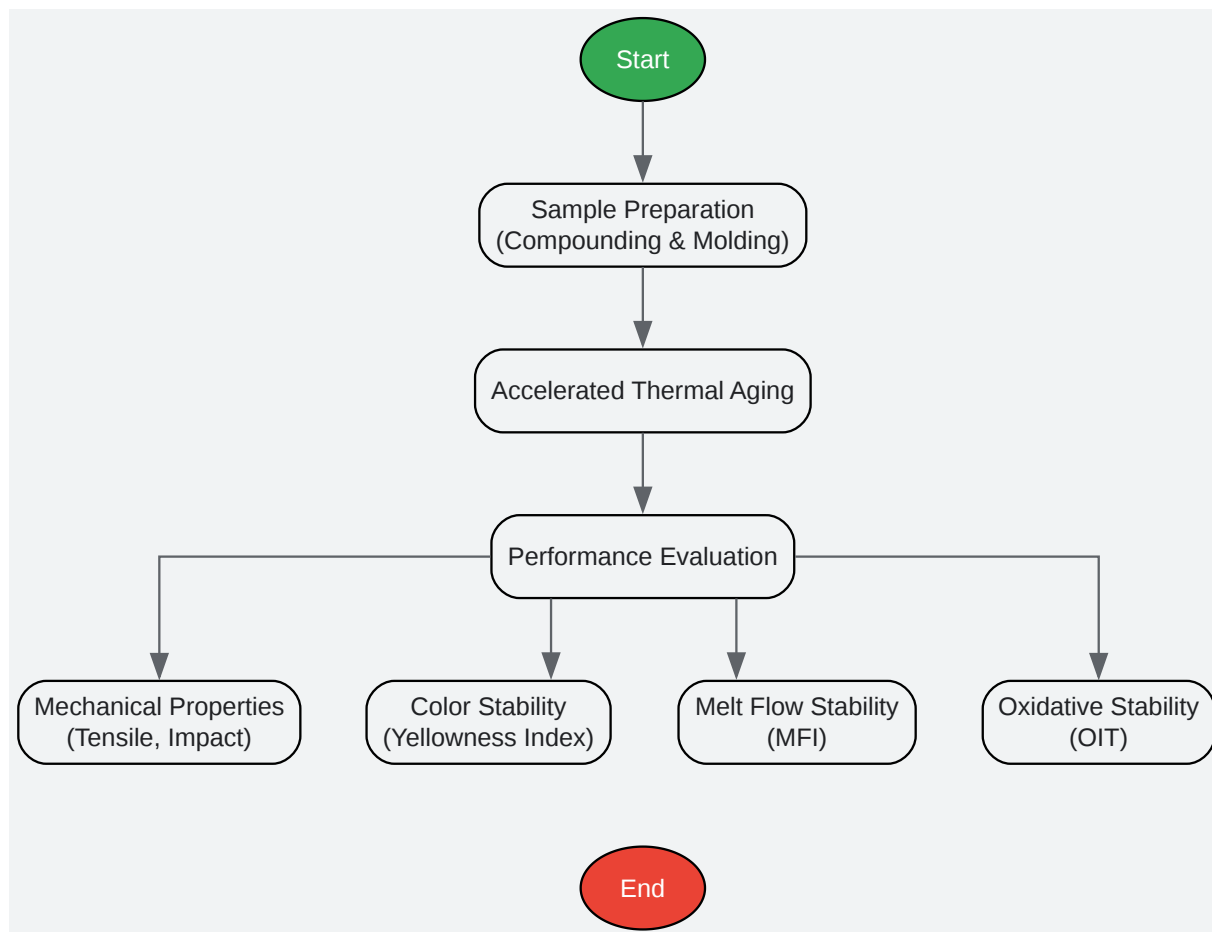 Start
Sample Preparation
(Compounding & Molding)
Accelerated Thermal Aging
Performance Evaluation
Mechanical Properties
(Tensile, Impact)
Color Stability
(Yellowness Index)
Melt Flow Stability
(MFI)
Oxidative Stability
(OIT)
End